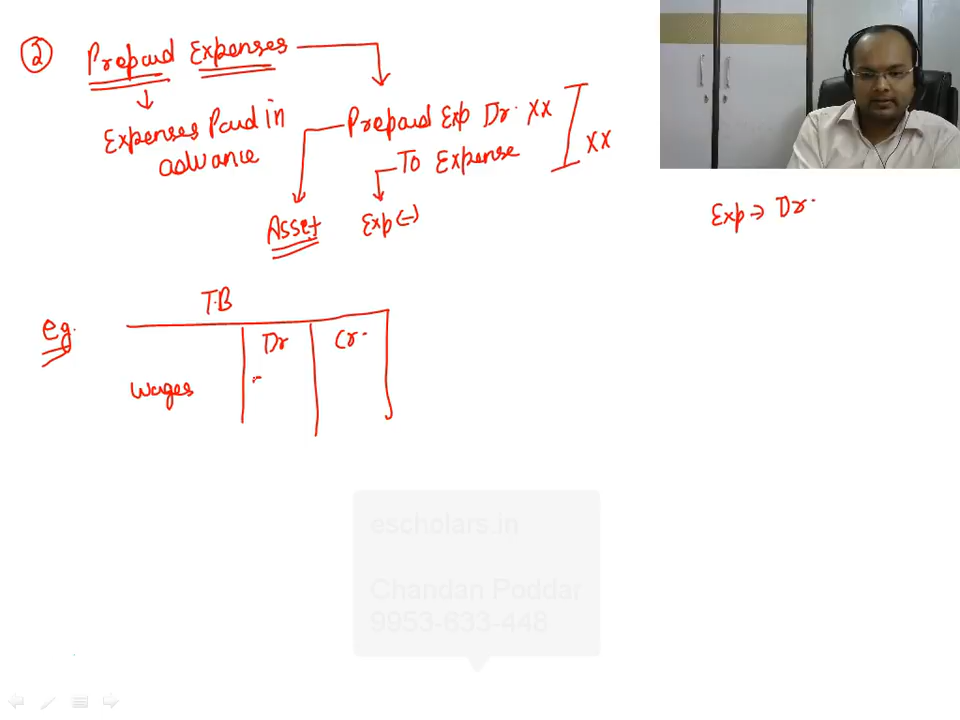 ② Prepaid Expenses
Expenses Paid in
advance
Prepaid Exp Dr. XX
To Expense
XX
Asset
Exp (-)
Exp → Dr.
eg.
T.B
Dr
Cr.
Wages
escholars.in
Chandan Poddar
9953-633-448